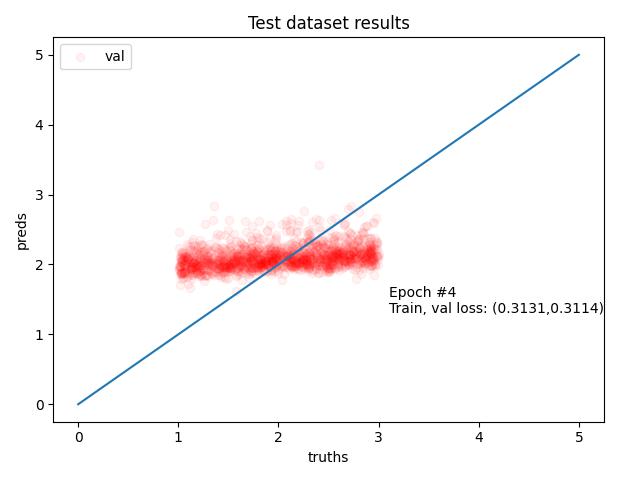 Test dataset results
val
5
4
3
2
1
0
preds
Epoch #4
Train, val loss: (0.3131,0.3114)
0 1 2 3 4 5
truths